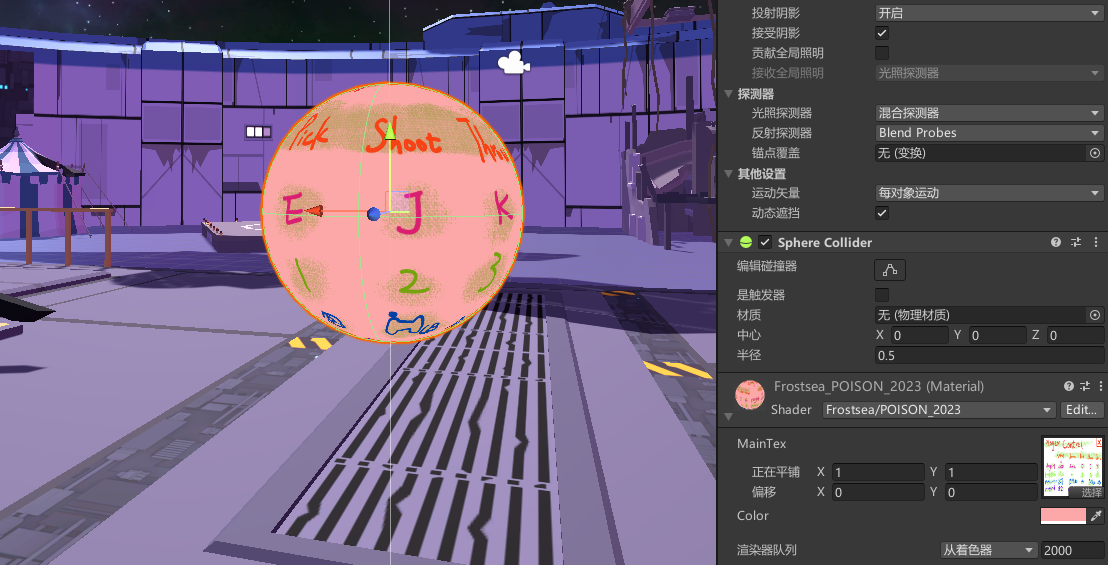 投射阴影 开启
接受阴影
贡献全局照明
接收全局照明 光照探测器
探测器
光照探测器 混合探测器
反射探测器 Blend Probes
锚点覆盖 无 (变换)
其他设置
运动矢量 每对象运动
动态遮挡
Sphere Collider
编辑碰撞器
是触发器
材质 无 (物理材质)
中心 X 0 Y 0 Z 0
半径 0.5
Frostsea_POISON_2023 (Material)
Shader Frostsea/POISON_2023 Edit...
MainTex
正在平铺 X 1 Y 1
偏移 X 0 Y 0
选择
Color
渲染器队列 从着色器 2000
Pick Shoot
E J K
1 2 3